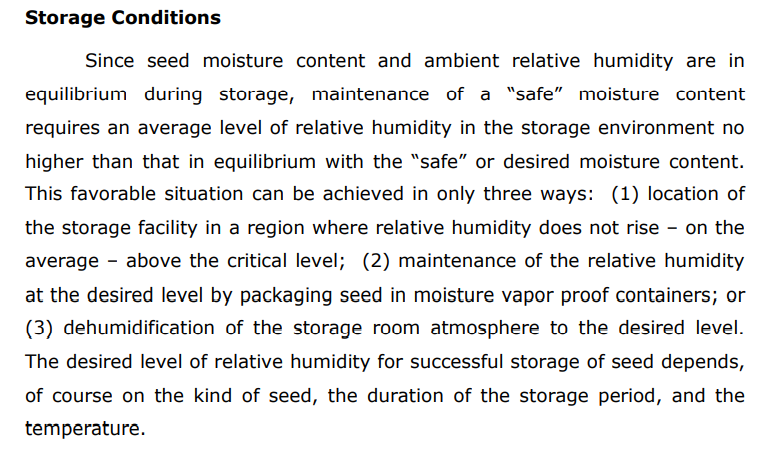 Storage Conditions
Since seed moisture content and ambient relative humidity are in
equilibrium during storage, maintenance of a “safe” moisture content
requires an average level of relative humidity in the storage environment no
higher than that in equilibrium with the “safe” or desired moisture content.
This favorable situation can be achieved in only three ways:  (1) location of
the storage facility in a region where relative humidity does not rise – on the
average – above the critical level;  (2) maintenance of the relative humidity
at the desired level by packaging seed in moisture vapor proof containers; or
(3) dehumidification of the storage room atmosphere to the desired level.
The desired level of relative humidity for successful storage of seed depends,
of course on the kind of seed, the duration of the storage period, and the
temperature.